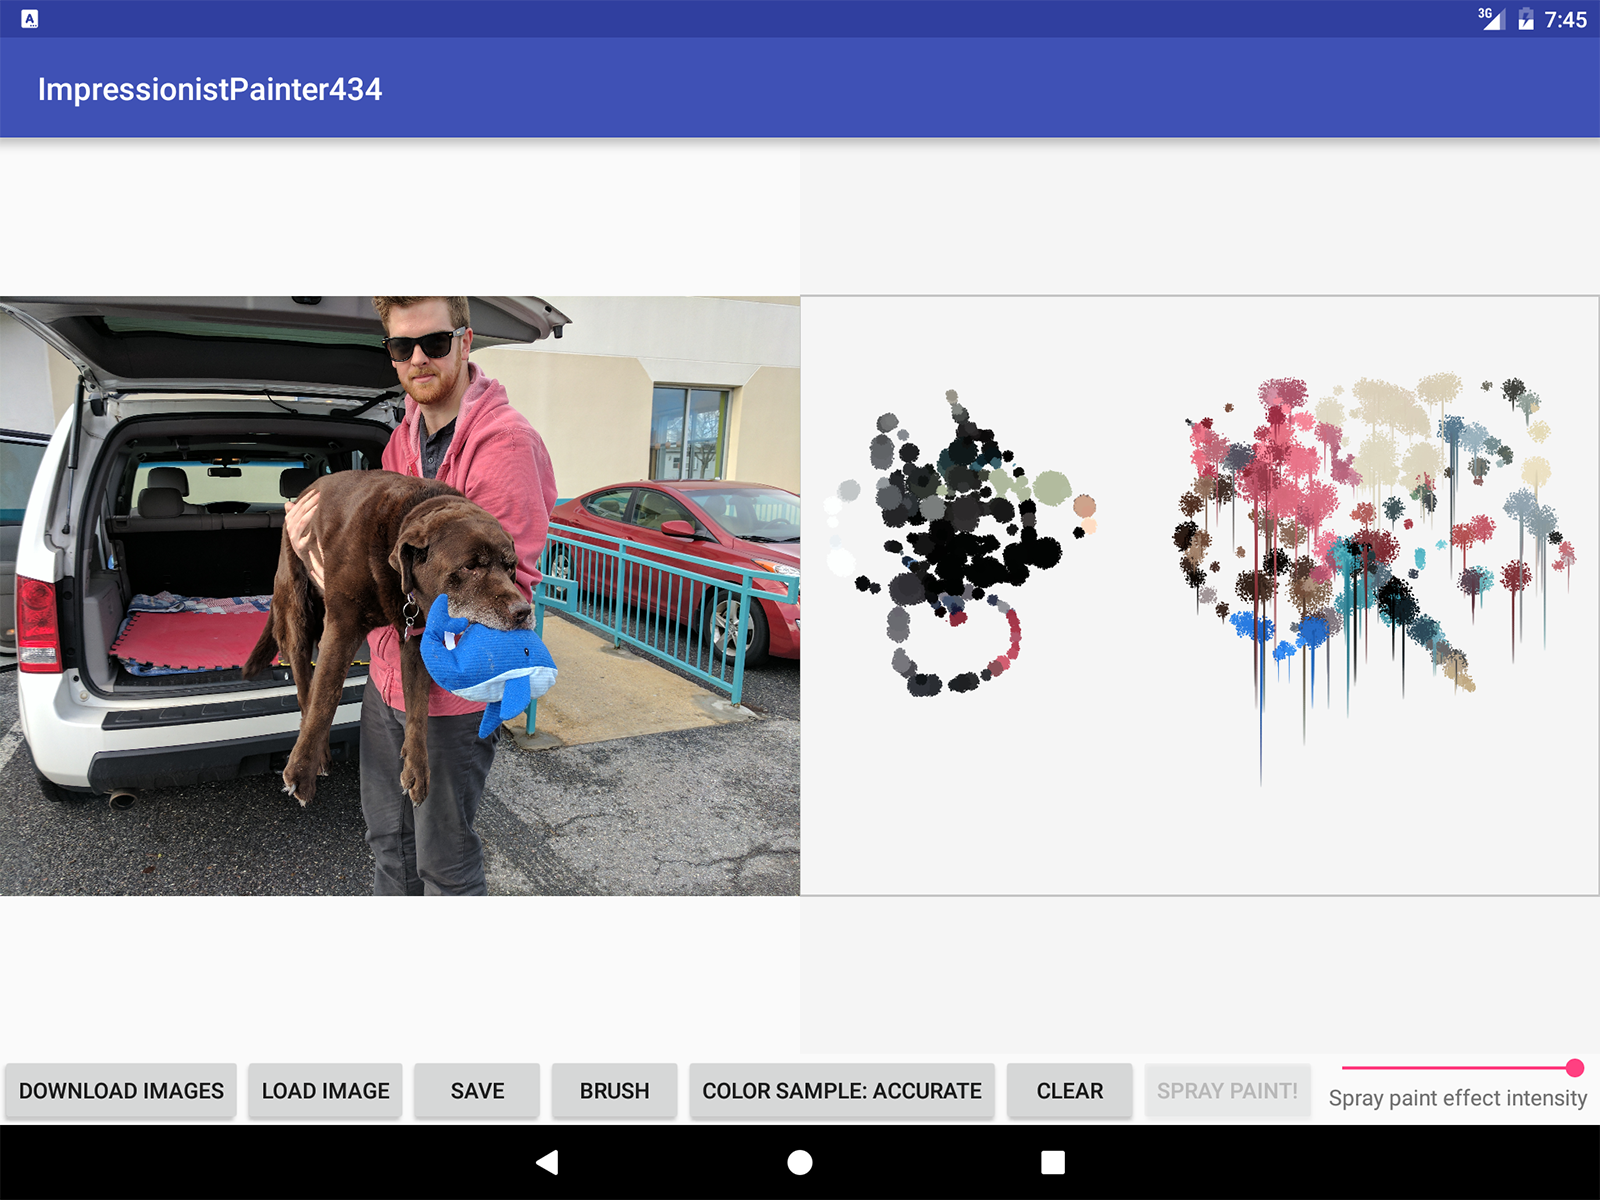 A
3G
7:45
ImpressionistPainter434
DOWNLOAD IMAGES
LOAD IMAGE
SAVE
BRUSH
COLOR SAMPLE: ACCURATE
CLEAR
SPRAY PAINT!
Spray paint effect intensity